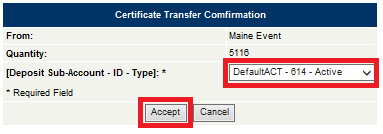 Certificate Transfer Comfirmation
From: Maine Event
Quantity: 5116
[Deposit Sub-Account - ID - Type]: * DefaultACT - 614 - Active
* Required Field
Accept Cancel